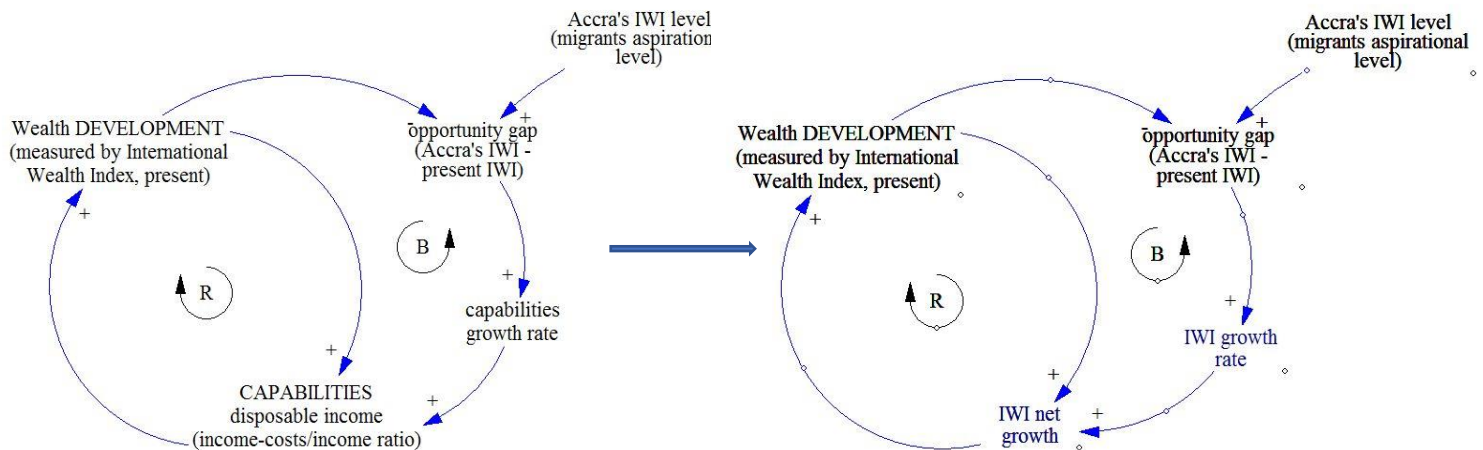 Accra's IWI level
(migrants aspirational
level)
+
Wealth DEVELOPMENT
(measured by International
Wealth Index, present)
-
opportunity gap
(Accra's IWI -
present IWI)
+
B
R
+
capabilities
growth rate
+
+
CAPABILITIES
disposable income
(income-costs/income ratio)
Accra's IWI level
(migrants aspirational
level)
+
Wealth DEVELOPMENT
(measured by International
Wealth Index, present)
-
opportunity gap
(Accra's IWI -
present IWI)
+
B
R
+
IWI growth
rate
+
+
IWI net
growth